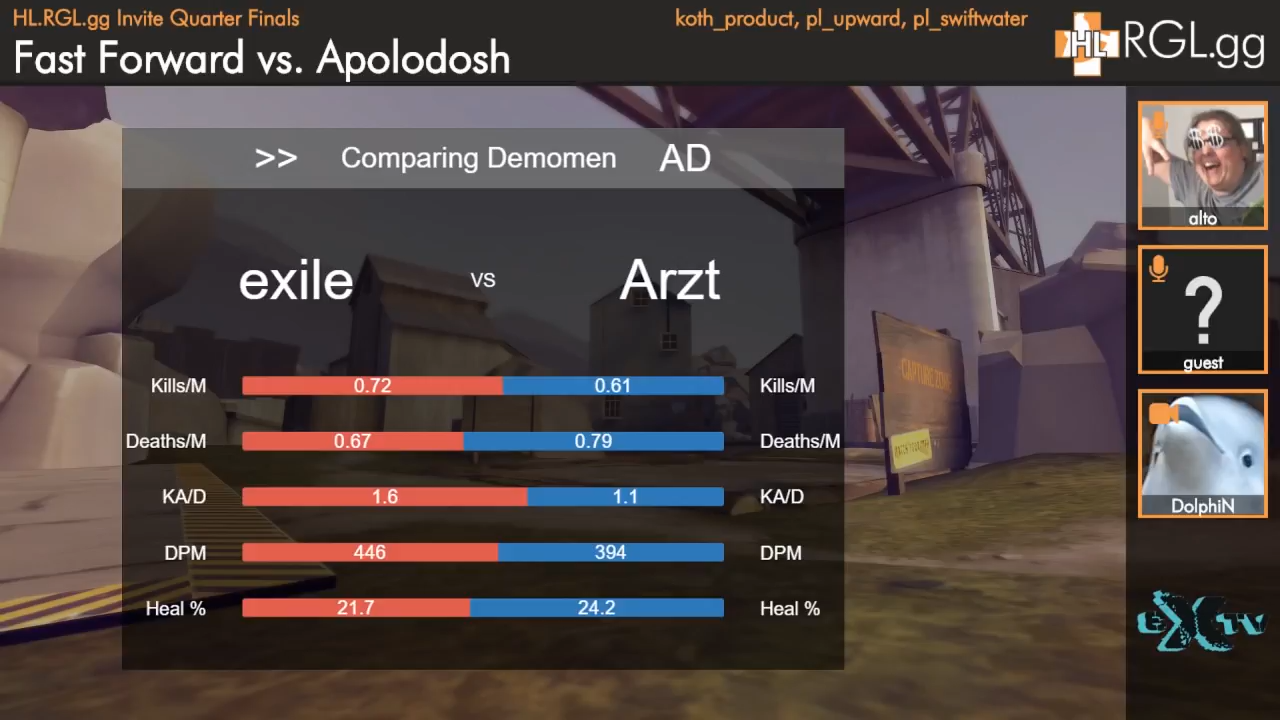 HL.RGL.gg Invite Quarter Finals
koth_product, pl_upward, pl_swiftwater
Fast Forward vs. Apolodosh
HL RGL.gg
>> Comparing Demomen AD
exile vs Arzt
Kills/M 0.72 0.61 Kills/M
Deaths/M 0.67 0.79 Deaths/M
KA/D 1.6 1.1 KA/D
DPM 446 394 DPM
Heal % 21.7 24.2 Heal %
CAPTURE ZONE
alto
?
guest
DolphiN
eXTV